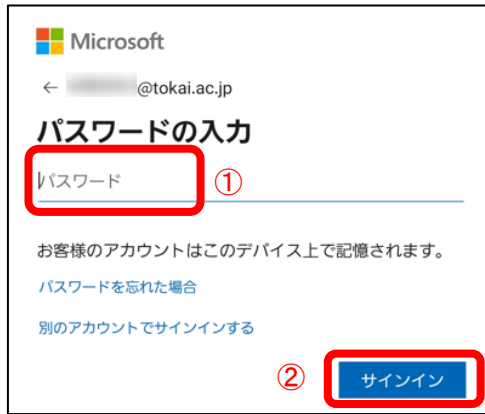 Microsoft
← @tokai.ac.jp
パスワードの入力
パスワード ①
お客様のアカウントはこのデバイス上で記憶されます。
パスワードを忘れた場合
別のアカウントでサインインする
② サインイン